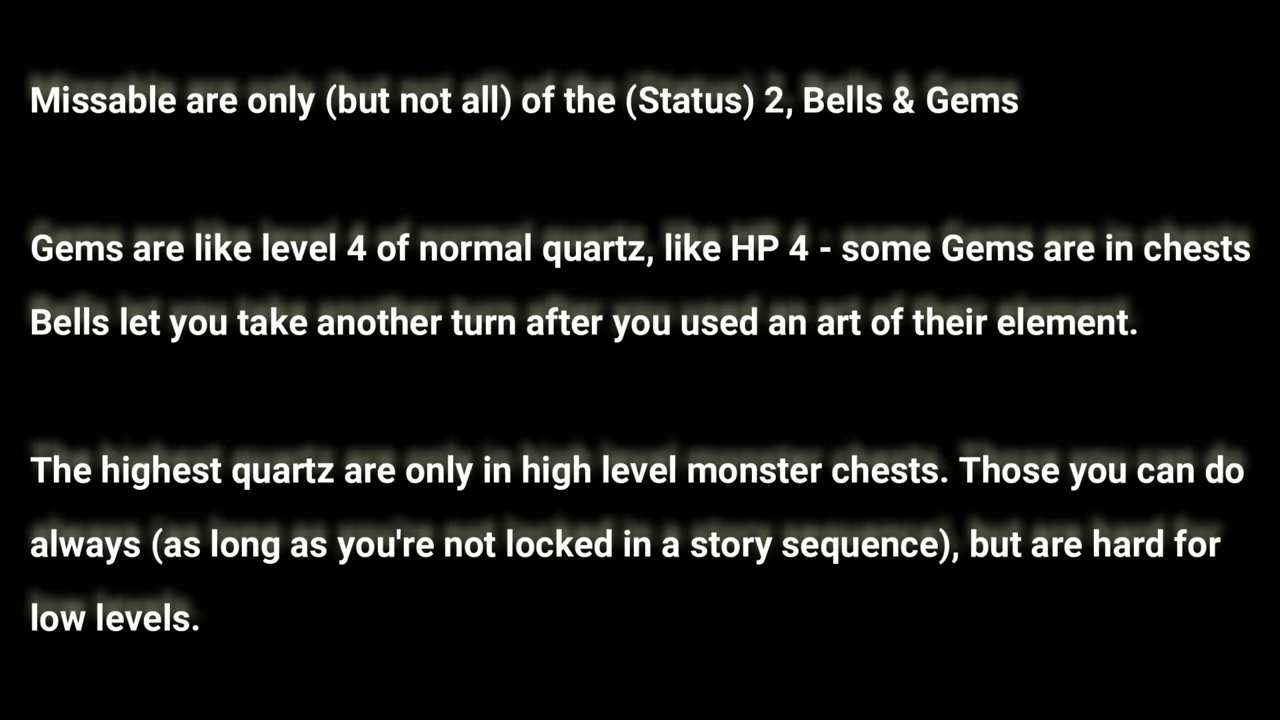 Missable are only (but not all) of the (Status) 2, Bells & Gems
Gems are like level 4 of normal quartz, like HP 4 - some Gems are in chests
Bells let you take another turn after you used an art of their element.
The highest quartz are only in high level monster chests. Those you can do
always (as long as you're not locked in a story sequence), but are hard for
low levels.